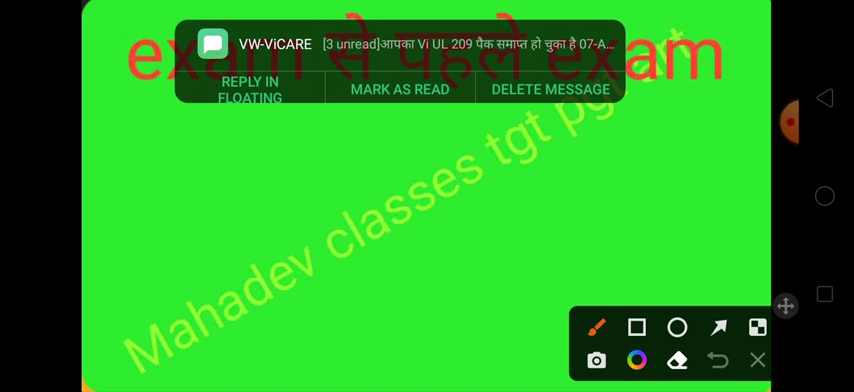 exam से पहले exam
VW-ViCARE [3 unread]आपका Vi UL 209 पैक समाप्त हो चुका है 07-A...
REPLY IN
FLOATING
MARK AS READ
DELETE MESSAGE
Mahadev classes tgt pgt art